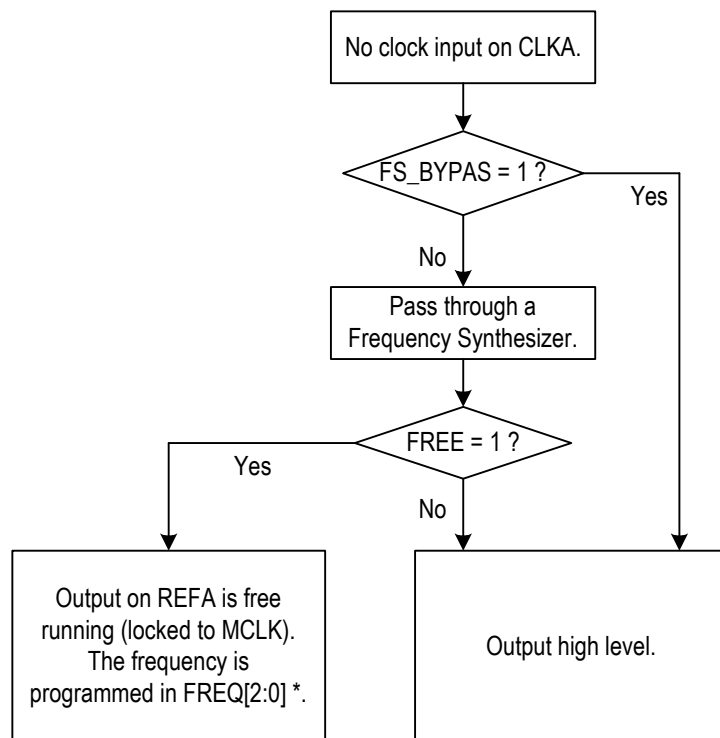 No clock input on CLKA.
FS_BYPAS = 1 ?
Yes
No
Pass through a
Frequency Synthesizer.
FREE = 1 ?
Yes
No
Output on REFA is free
running (locked to MCLK).
The frequency is
programmed in FREQ[2:0] *.
Output high level.